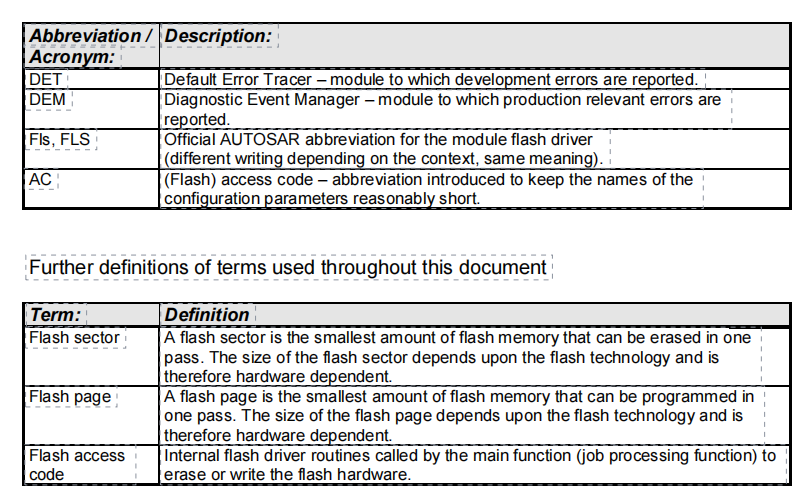 Abbreviation / Description:
Acronym:
DET Default Error Tracer – module to which development errors are reported.
DEM Diagnostic Event Manager – module to which production relevant errors are
reported.
Fls, FLS Official AUTOSAR abbreviation for the module flash driver
(different writing depending on the context, same meaning).
AC (Flash) access code – abbreviation introduced to keep the names of the
configuration parameters reasonably short.
Further definitions of terms used throughout this document
Term: Definition
Flash sector A flash sector is the smallest amount of flash memory that can be erased in one
pass. The size of the flash sector depends upon the flash technology and is
therefore hardware dependent.
Flash page A flash page is the smallest amount of flash memory that can be programmed in
one pass. The size of the flash page depends upon the flash technology and is
therefore hardware dependent.
Flash access Internal flash driver routines called by the main function (job processing function) to
code erase or write the flash hardware.